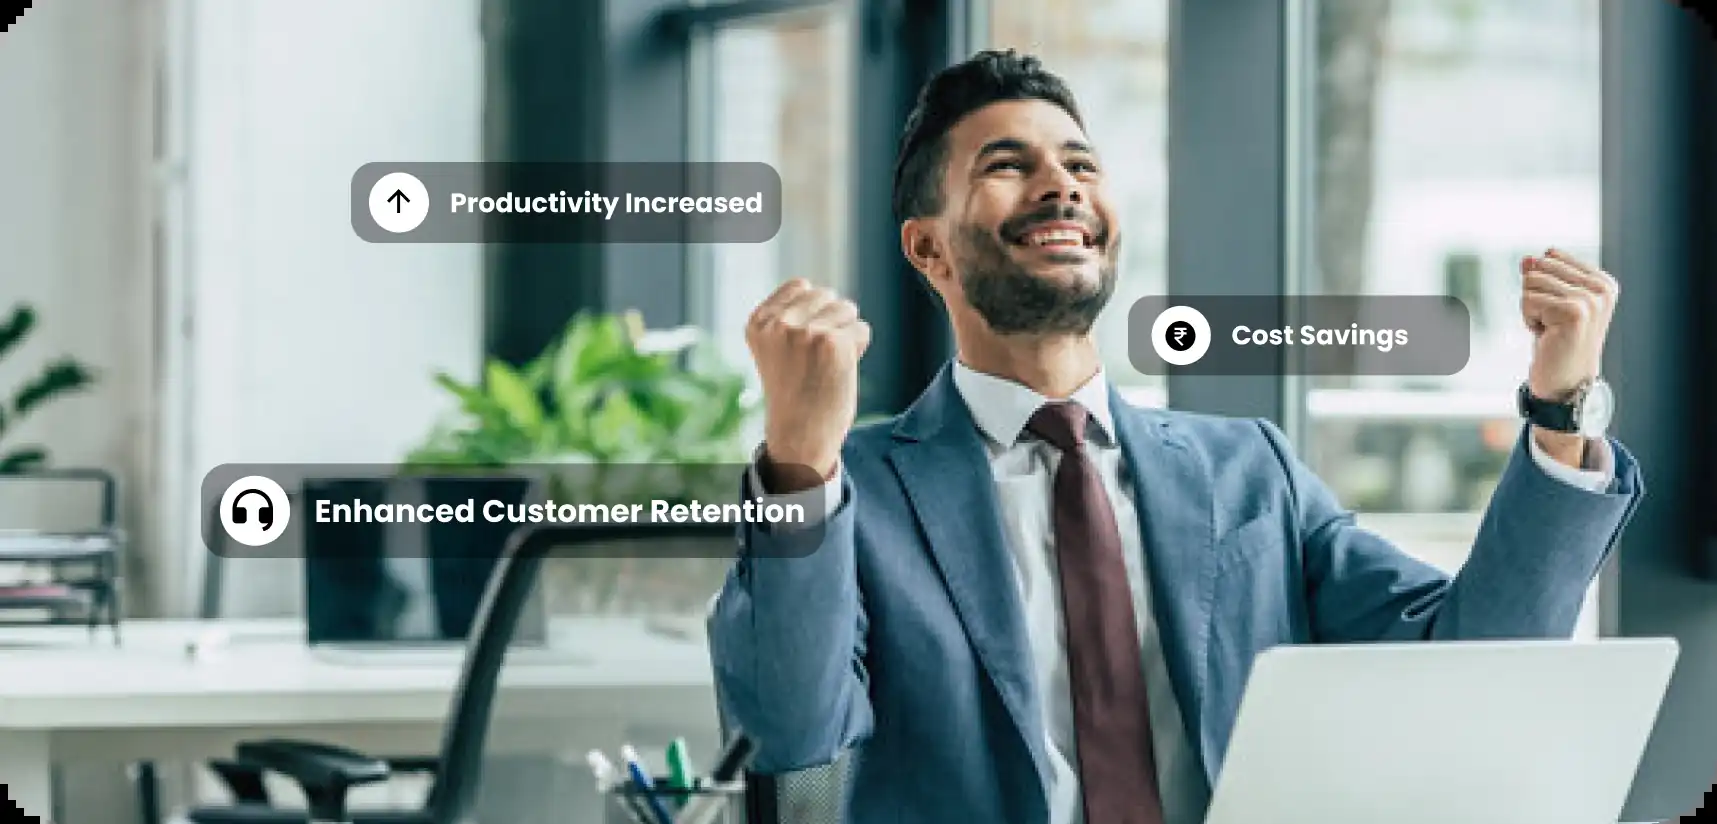 Productivity Increased
₹ Cost Savings
Enhanced Customer Retention